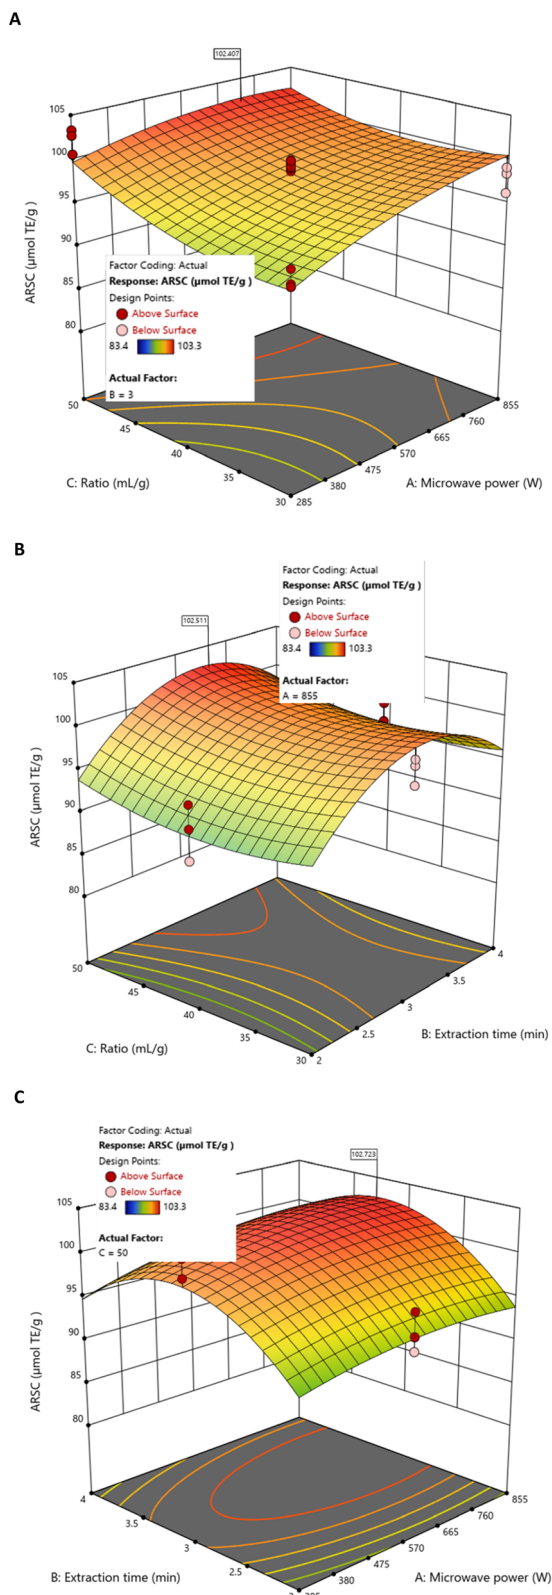 A
102.407
105
100
95
90
85
80
ARSC (µmol TE/g )
Factor Coding: Actual
Response: ARSC (µmol TE/g )
Design Points:
Above Surface
Below Surface
83.4 103.3
Actual Factor:
B = 3
50
45
40
35
30
285
380
475
570
665
760
855
C: Ratio (mL/g)
A: Microwave power (W)
B
Factor Coding: Actual
Response: ARSC (µmol TE/g )
Design Points:
Above Surface
Below Surface
83.4 103.3
Actual Factor:
A = 855
102.511
105
100
95
90
85
80
ARSC (µmol TE/g )
50
45
40
35
30
2
2.5
3
3.5
4
C: Ratio (mL/g)
B: Extraction time (min)
C
Factor Coding: Actual
Response: ARSC (µmol TE/g )
Design Points:
Above Surface
Below Surface
83.4 103.3
Actual Factor:
C = 50
102.723
105
100
95
90
85
80
ARSC (µmol TE/g )
4
3.5
3
2.5
380
475
570
665
760
855
B: Extraction time (min)
A: Microwave power (W)